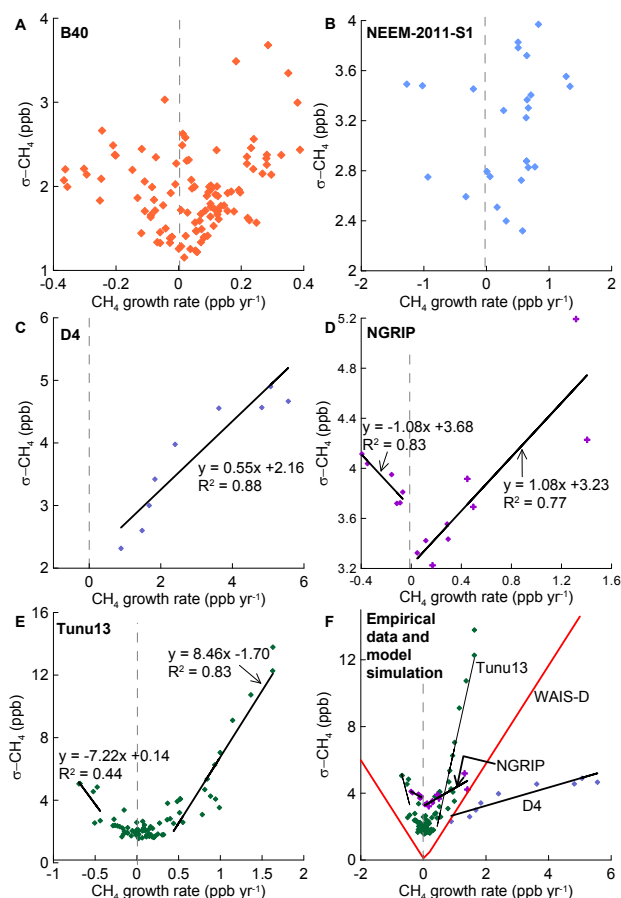 A
B40
4
3
2
1
σ−CH₄ (ppb)
-0.4 -0.2 0 0.2 0.4
CH₄ growth rate (ppb yr⁻¹)
B
NEEM-2011-S1
4
3.6
3.2
2.8
2.4
2
σ−CH₄ (ppb)
-2 -1 0 1 2
CH₄ growth rate (ppb yr⁻¹)
C
D4
6
5
4
3
2
σ−CH₄ (ppb)
y = 0.55x +2.16
R² = 0.88
0 2 4 6
CH₄ growth rate (ppb yr⁻¹)
D
NGRIP
5.2
4.8
4.4
4
3.6
3.2
σ−CH₄ (ppb)
y = -1.08x +3.68
R² = 0.83
y = 1.08x +3.23
R² = 0.77
-0.4 0 0.4 0.8 1.2 1.6
CH₄ growth rate (ppb yr⁻¹)
E
Tunu13
16
12
8
4
0
σ−CH₄ (ppb)
y = 8.46x -1.70
R² = 0.83
y = -7.22x +0.14
R² = 0.44
-1 -0.5 0 0.5 1 1.5 2
CH₄ growth rate (ppb yr⁻¹)
F
Empirical
data and
model
simulation
12
8
4
0
σ−CH₄ (ppb)
Tunu13
WAIS-D
NGRIP
D4
-2 0 2 4 6
CH₄ growth rate (ppb yr⁻¹)